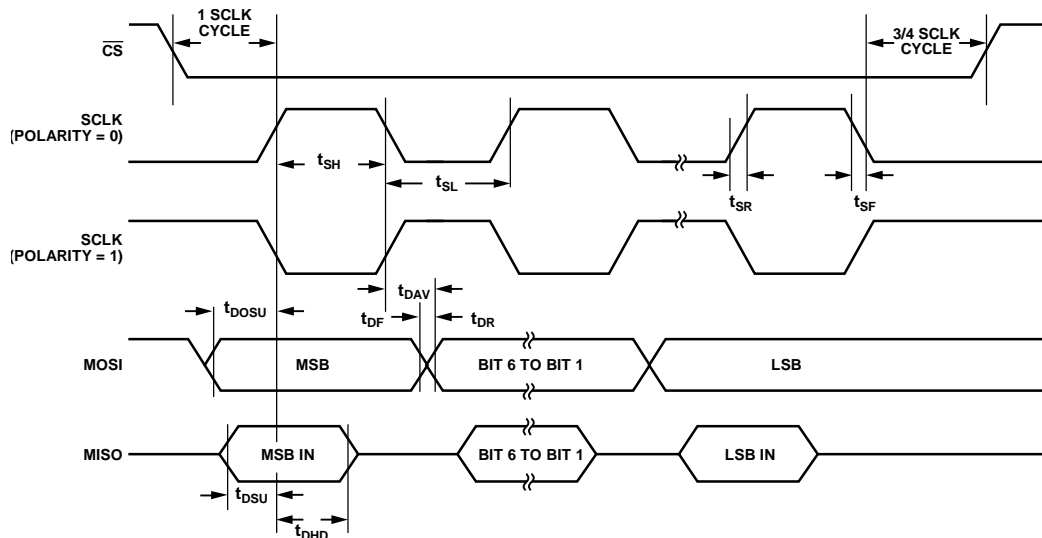 1 SCLK
CYCLE
3/4 SCLK
CYCLE
CS
SCLK
(POLARITY = 0)
tSH
tSL
tSR
tSF
SCLK
(POLARITY = 1)
tDAV
tDOSU
tDF
tDR
MOSI
MSB
BIT 6 TO BIT 1
LSB
MISO
MSB IN
BIT 6 TO BIT 1
LSB IN
tDSU
tDHD